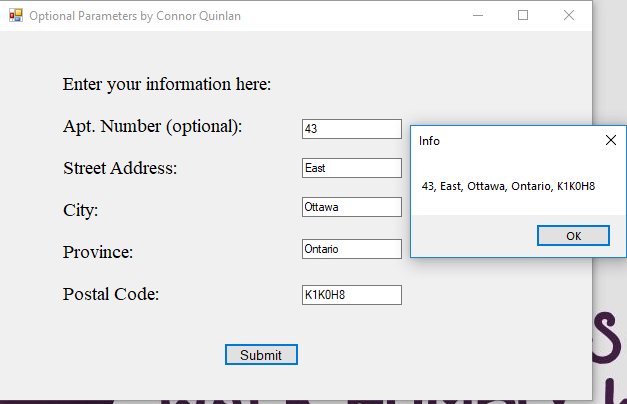 Optional Parameters by Connor Quinlan
Enter your information here:
Apt. Number (optional): 43
Street Address: East
City: Ottawa
Province: Ontario
Postal Code: K1K0H8
Submit
Info
43, East, Ottawa, Ontario, K1K0H8
OK